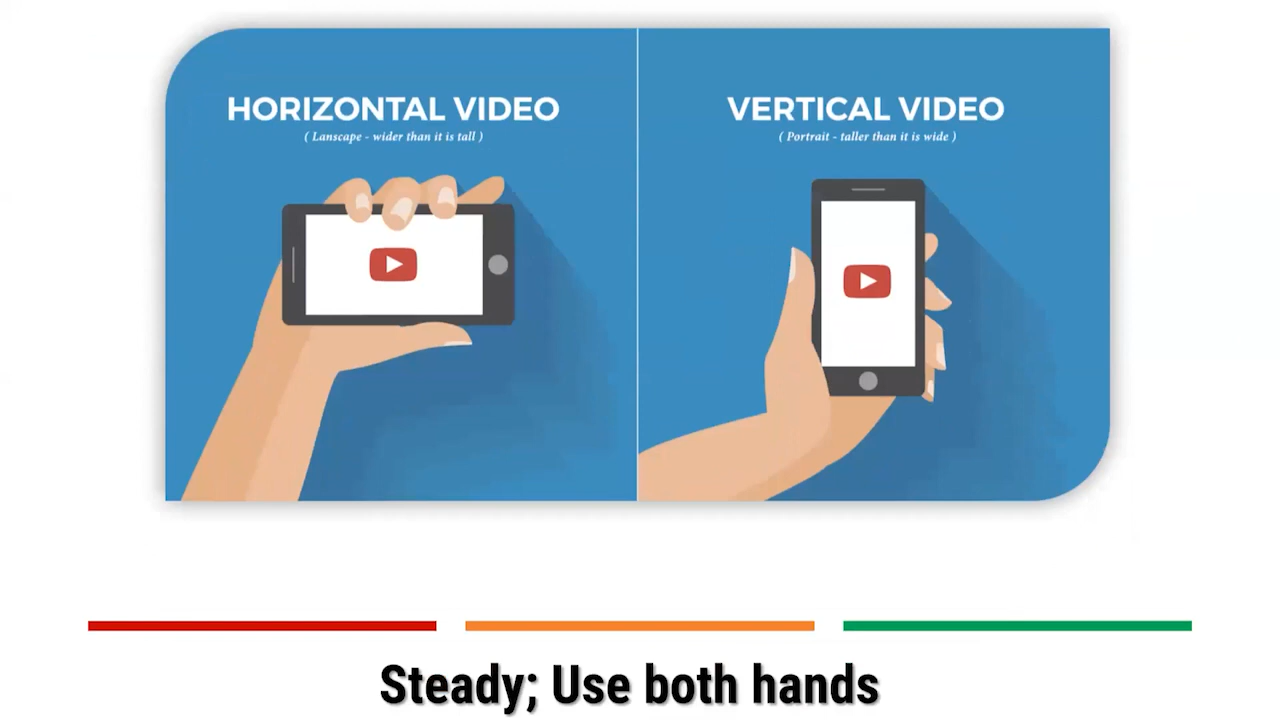 HORIZONTAL VIDEO
( Lanscape - wider than it is tall )
VERTICAL VIDEO
( Portrait - taller than it is wide )
Steady; Use both hands